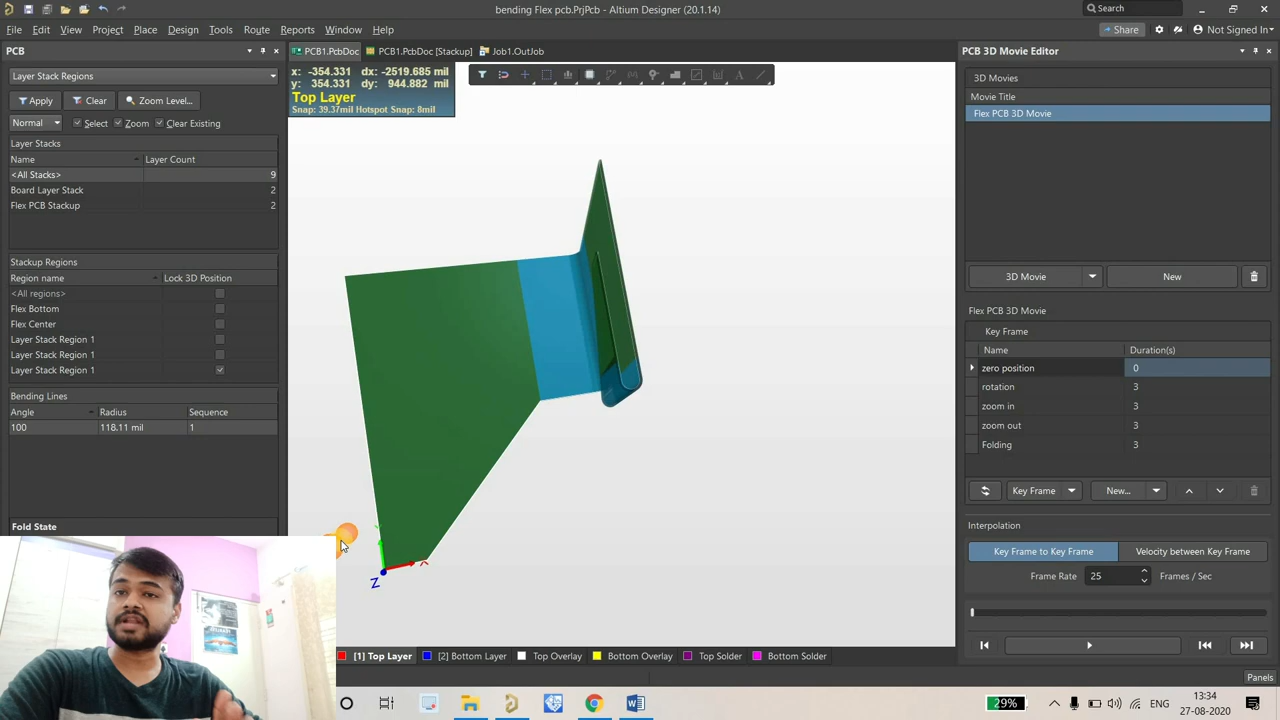 bending Flex pcb.PrjPcb - Altium Designer (20.1.14)
Search
File Edit View Project Place Design Tools Route Reports Window Help
Share
Not Signed In
PCB
PCB1.PcbDoc
PCB1.PcbDoc [Stackup]
Job1.OutJob
PCB 3D Movie Editor
Layer Stack Regions
Apply
Clear
Zoom Level...
Normal
Select
Zoom
Clear Existing
Layer Stacks
Name Layer Count
<All Stacks> 9
Board Layer Stack 2
Flex PCB Stackup 2
Stackup Regions
Region name Lock 3D Position
<All regions>
Flex Bottom
Flex Center
Layer Stack Region 1
Layer Stack Region 1
Layer Stack Region 1
Bending Lines
Angle Radius Sequence
100 118.11 mil 1
Fold State
x: -354.331 dx: -2519.685 mil
y: 354.331 dy: 944.882 mil
Top Layer
Snap: 39.37mil Hotspot Snap: 8mil
Z
X
[1] Top Layer
[2] Bottom Layer
Top Overlay
Bottom Overlay
Top Solder
Bottom Solder
3D Movies
Movie Title
Flex PCB 3D Movie
3D Movie
New
Flex PCB 3D Movie
Key Frame
Name Duration(s)
zero position 0
rotation 3
zoom in 3
zoom out 3
Folding 3
Key Frame
New...
Interpolation
Key Frame to Key Frame
Velocity between Key Frame
Frame Rate 25 Frames / Sec
Panels
29%
ENG
13:34
27-08-2020